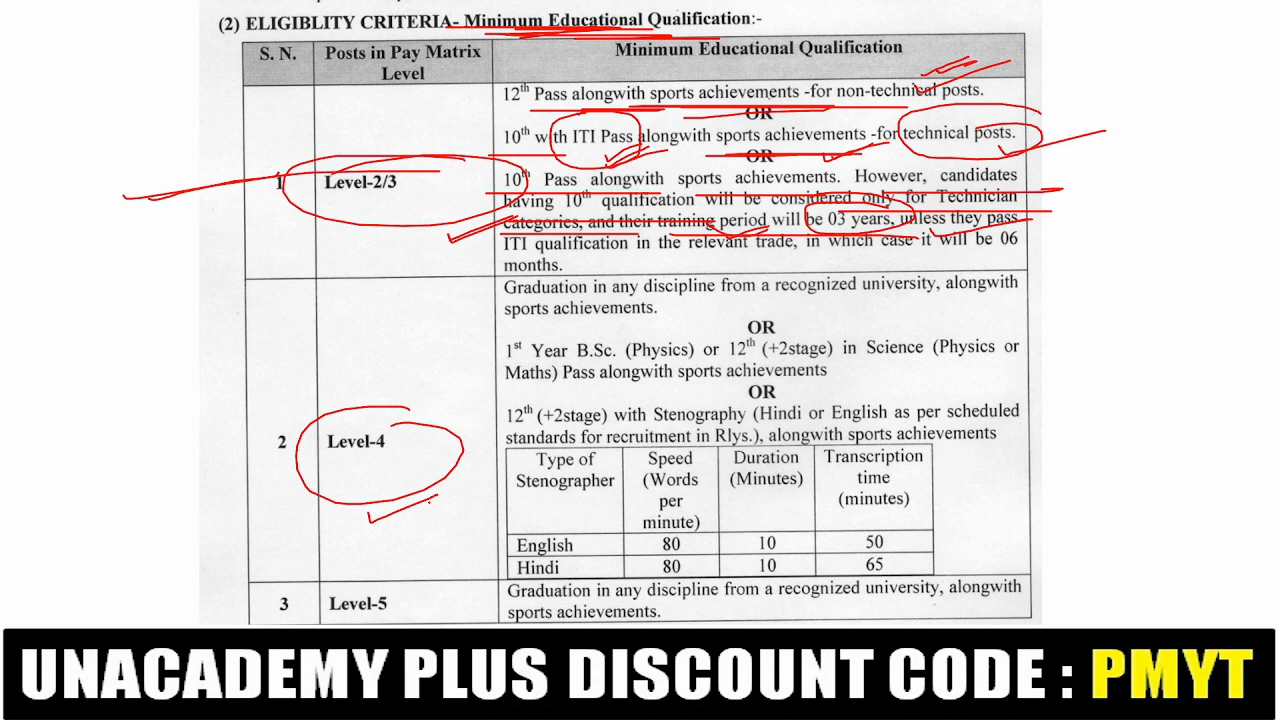 (2) ELIGIBLITY CRITERIA- Minimum Educational Qualification:-
S. N.
Posts in Pay Matrix
Level
Minimum Educational Qualification
1
Level-2/3
12th Pass alongwith sports achievements -for non-technical posts.
OR
10th with ITI Pass alongwith sports achievements -for technical posts.
OR
10th Pass alongwith sports achievements. However, candidates
having 10th qualification will be considered only for Technician
categories, and their training period will be 03 years, unless they pass
ITI qualification in the relevant trade, in which case it will be 06
months.
2
Level-4
Graduation in any discipline from a recognized university, alongwith
sports achievements.
OR
1st Year B.Sc. (Physics) or 12th (+2stage) in Science (Physics or
Maths) Pass alongwith sports achievements
OR
12th (+2stage) with Stenography (Hindi or English as per scheduled
standards for recruitment in Rlys.), alongwith sports achievements
Type of
Stenographer
Speed
(Words
per
minute)
Duration
(Minutes)
Transcription
time
(minutes)
English 80 10 50
Hindi 80 10 65
3
Level-5
Graduation in any discipline from a recognized university, alongwith
sports achievements.
UNACADEMY PLUS DISCOUNT CODE : PMYT